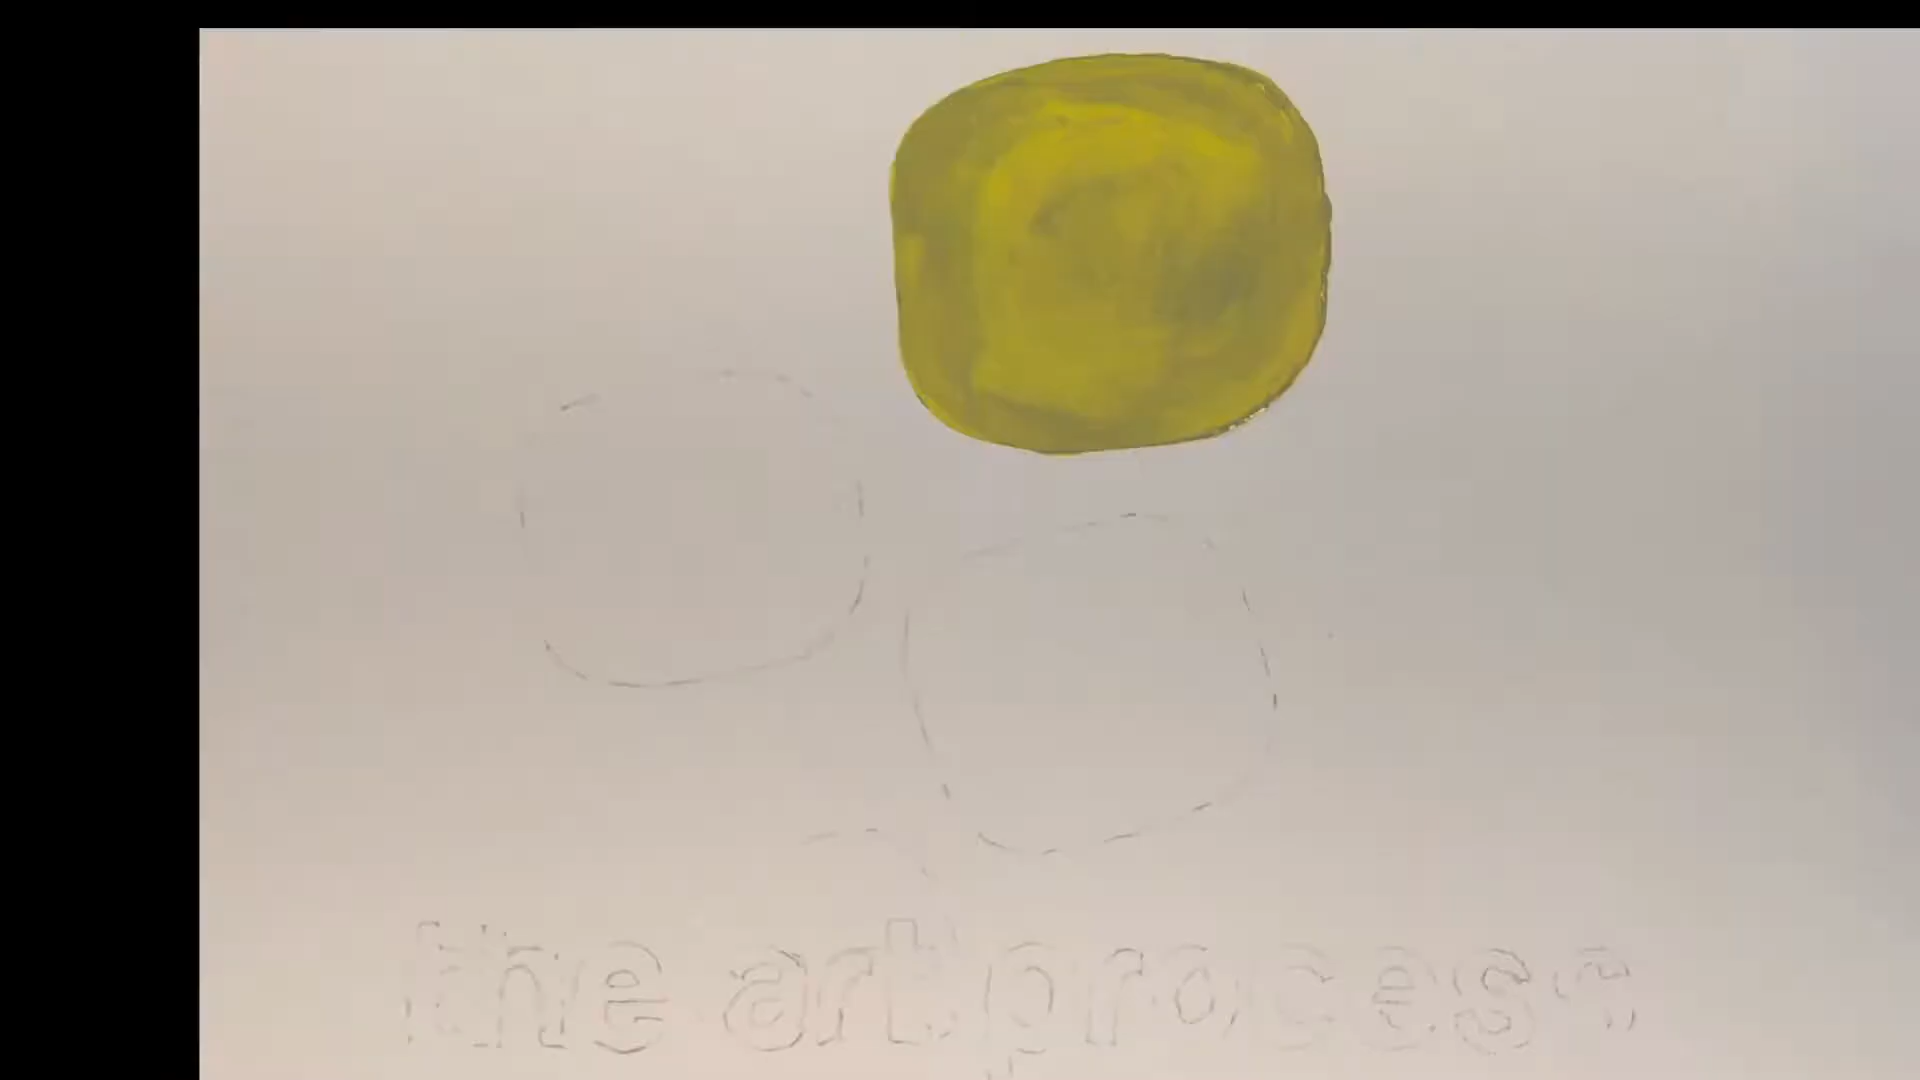 the art process